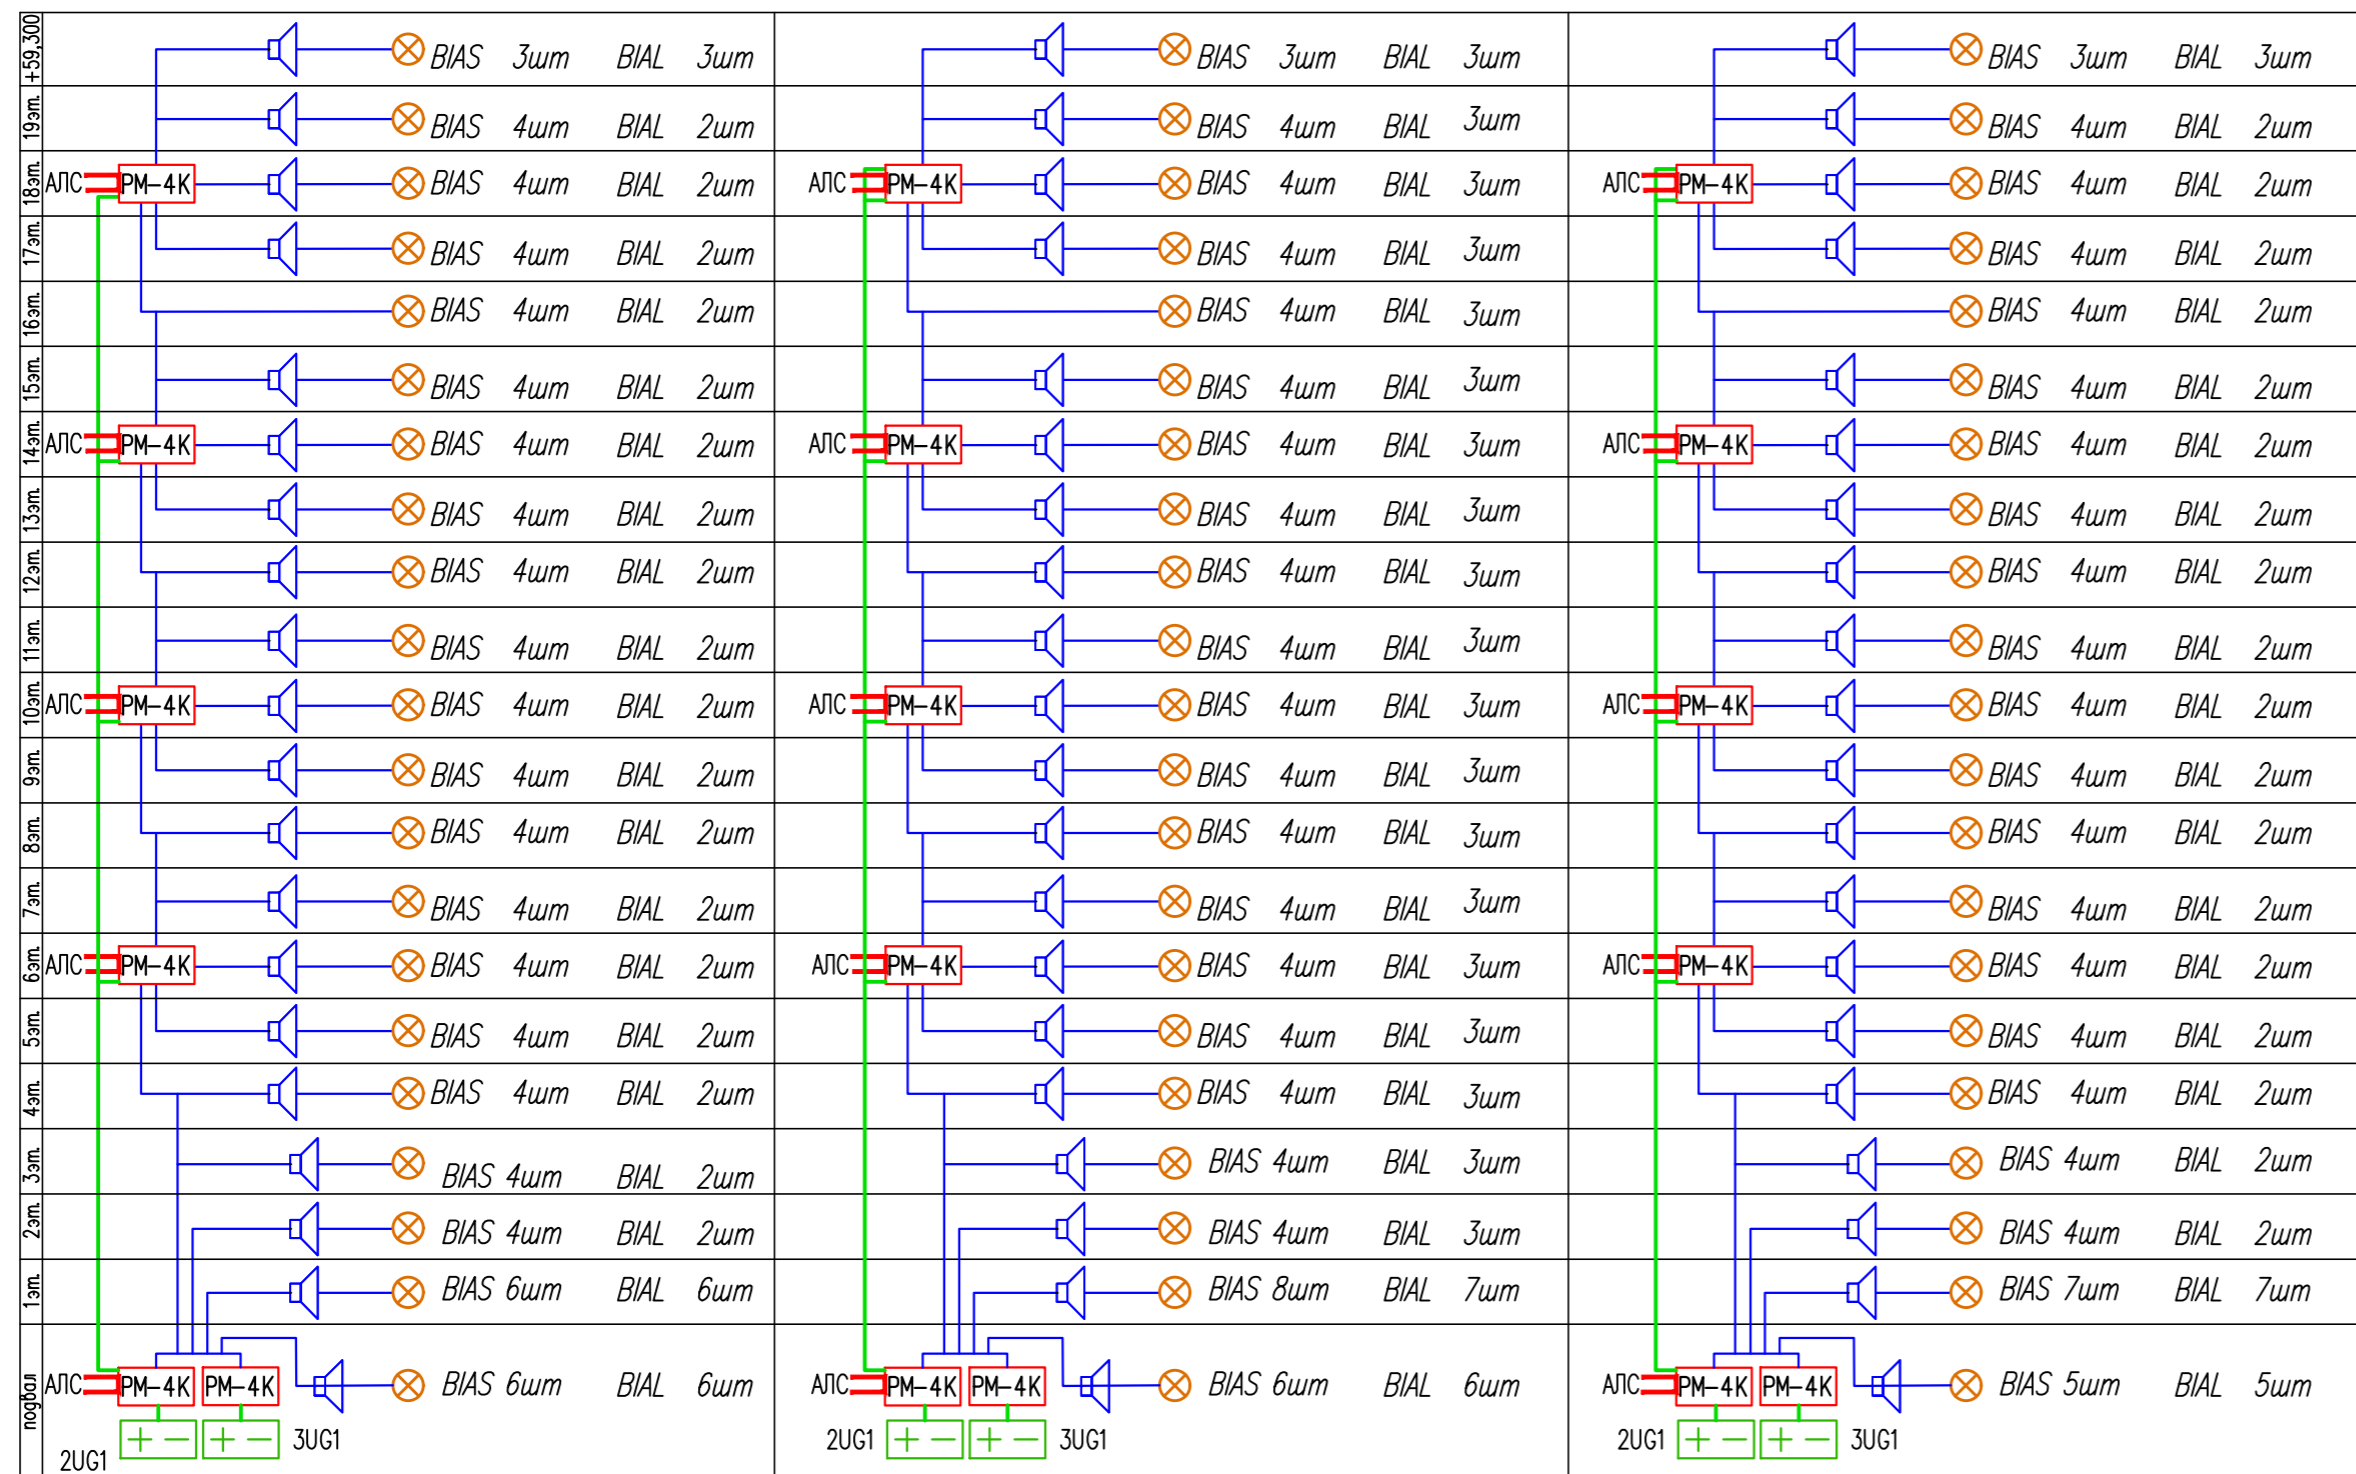 +59,300 BIAS 3шт BIAL 3шт BIAS 3шт BIAL 3шт BIAS 3шт BIAL 3шт
19эт. BIAS 4шт BIAL 2шт BIAS 4шт BIAL 3шт BIAS 4шт BIAL 2шт
18эт. АЛС РМ-4К BIAS 4шт BIAL 2шт АЛС РМ-4К BIAS 4шт BIAL 3шт АЛС РМ-4К BIAS 4шт BIAL 2шт
17эт. BIAS 4шт BIAL 2шт BIAS 4шт BIAL 3шт BIAS 4шт BIAL 2шт
16эт. BIAS 4шт BIAL 2шт BIAS 4шт BIAL 3шт BIAS 4шт BIAL 2шт
15эт. BIAS 4шт BIAL 2шт BIAS 4шт BIAL 3шт BIAS 4шт BIAL 2шт
14эт. АЛС РМ-4К BIAS 4шт BIAL 2шт АЛС РМ-4К BIAS 4шт BIAL 3шт АЛС РМ-4К BIAS 4шт BIAL 2шт
13эт. BIAS 4шт BIAL 2шт BIAS 4шт BIAL 3шт BIAS 4шт BIAL 2шт
12эт. BIAS 4шт BIAL 2шт BIAS 4шт BIAL 3шт BIAS 4шт BIAL 2шт
11эт. BIAS 4шт BIAL 2шт BIAS 4шт BIAL 3шт BIAS 4шт BIAL 2шт
10эт. АЛС РМ-4К BIAS 4шт BIAL 2шт АЛС РМ-4К BIAS 4шт BIAL 3шт АЛС РМ-4К BIAS 4шт BIAL 2шт
9эт. BIAS 4шт BIAL 2шт BIAS 4шт BIAL 3шт BIAS 4шт BIAL 2шт
8эт. BIAS 4шт BIAL 2шт BIAS 4шт BIAL 3шт BIAS 4шт BIAL 2шт
7эт. BIAS 4шт BIAL 2шт BIAS 4шт BIAL 3шт BIAS 4шт BIAL 2шт
6эт. АЛС РМ-4К BIAS 4шт BIAL 2шт АЛС РМ-4К BIAS 4шт BIAL 3шт АЛС РМ-4К BIAS 4шт BIAL 2шт
5эт. BIAS 4шт BIAL 2шт BIAS 4шт BIAL 3шт BIAS 4шт BIAL 2шт
4эт. BIAS 4шт BIAL 2шт BIAS 4шт BIAL 3шт BIAS 4шт BIAL 2шт
3эт. BIAS 4шт BIAL 2шт BIAS 4шт BIAL 3шт BIAS 4шт BIAL 2шт
2эт. BIAS 4шт BIAL 2шт BIAS 4шт BIAL 3шт BIAS 4шт BIAL 2шт
1эт. BIAS 6шт BIAL 6шт BIAS 8шт BIAL 7шт BIAS 7шт BIAL 7шт
подвал АЛС РМ-4К РМ-4К BIAS 6шт BIAL 6шт АЛС РМ-4К РМ-4К BIAS 6шт BIAL 6шт АЛС РМ-4К РМ-4К BIAS 5шт BIAL 5шт
2UG1 + − + − 3UG1 2UG1 + − + − 3UG1 2UG1 + − + − 3UG1